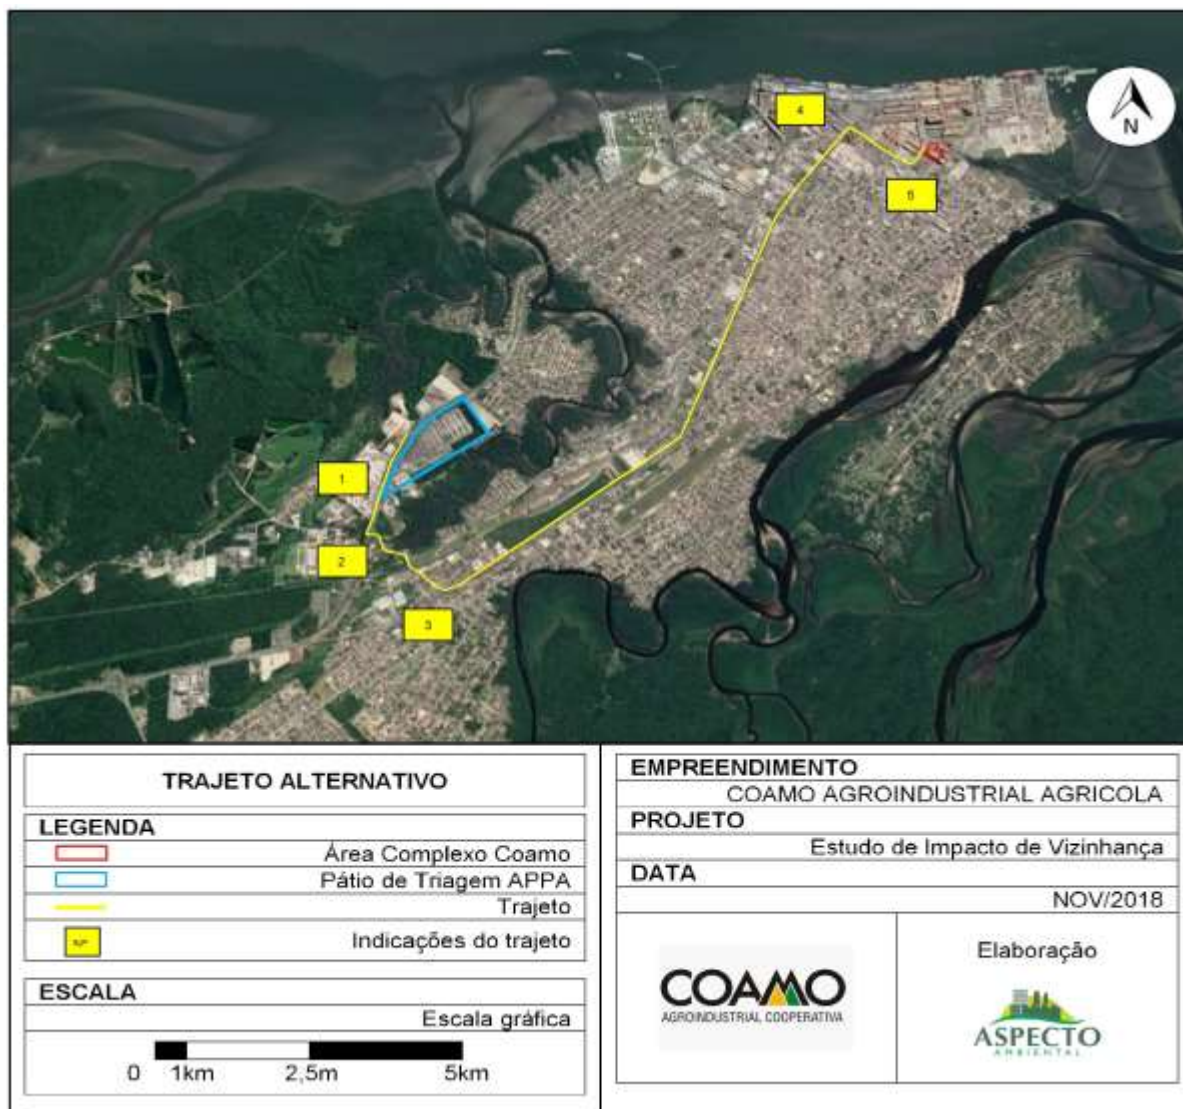 N
4
5
1
2
3
TRAJETO ALTERNATIVO
LEGENDA
Área Complexo Coamo
Pátio de Triagem APPA
Trajeto
Indicações do trajeto
ESCALA
Escala gráfica
0 1km 2,5m 5km
EMPREENDIMENTO
COAMO AGROINDUSTRIAL AGRICOLA
PROJETO
Estudo de Impacto de Vizinhança
DATA
NOV/2018
COAMO
AGROINDUSTRIAL COOPERATIVA
Elaboração
ASPECTO
AMBIENTAL